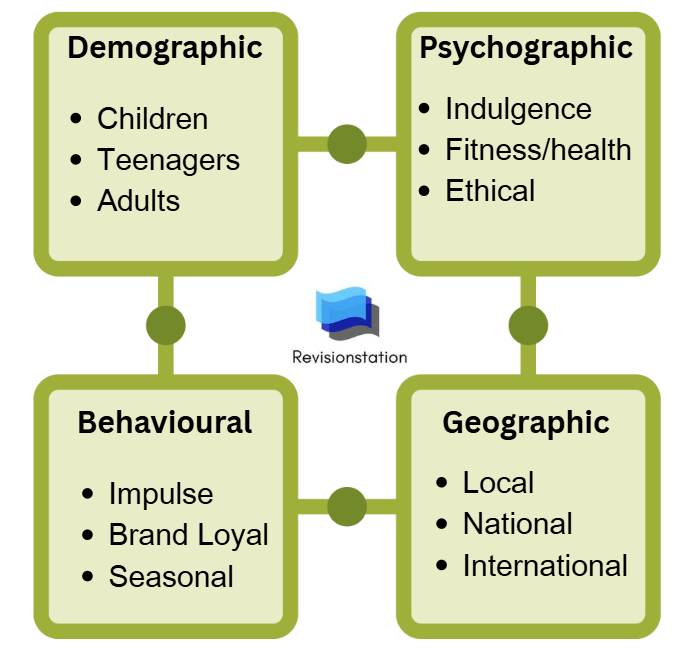 Demographic
• Children
• Teenagers
• Adults
Psychographic
• Indulgence
• Fitness/health
• Ethical
Revisionstation
Behavioural
• Impulse
• Brand Loyal
• Seasonal
Geographic
• Local
• National
• International